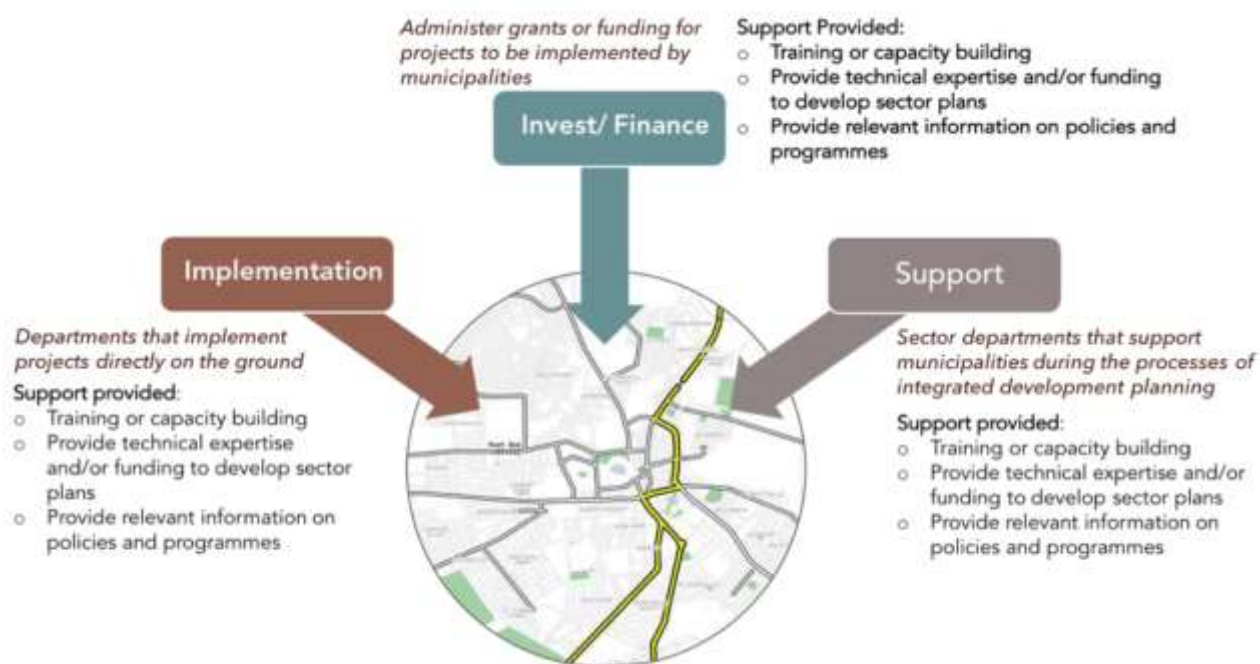 Administer grants or funding for
projects to be implemented by
municipalities
Support Provided:
o Training or capacity building
o Provide technical expertise and/or funding
to develop sector plans
o Provide relevant information on policies and
programmes
Invest/ Finance
Implementation
Support
Departments that implement
projects directly on the ground
Support provided:
o Training or capacity building
o Provide technical expertise
and/or funding to develop sector
plans
o Provide relevant information on
policies and programmes
Sector departments that support
municipalities during the processes of
integrated development planning
Support provided:
o Training or capacity building
o Provide technical expertise and/or
funding to develop sector plans
o Provide relevant information on
policies and programmes